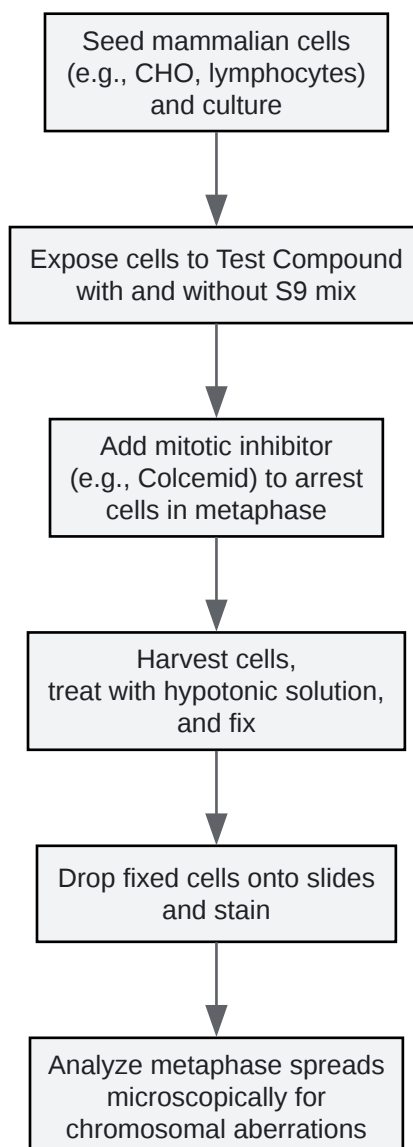 Seed mammalian cells
(e.g., CHO, lymphocytes)
and culture
Expose cells to Test Compound
with and without S9 mix
Add mitotic inhibitor
(e.g., Colcemid) to arrest
cells in metaphase
Harvest cells,
treat with hypotonic solution,
and fix
Drop fixed cells onto slides
and stain
Analyze metaphase spreads
microscopically for
chromosomal aberrations